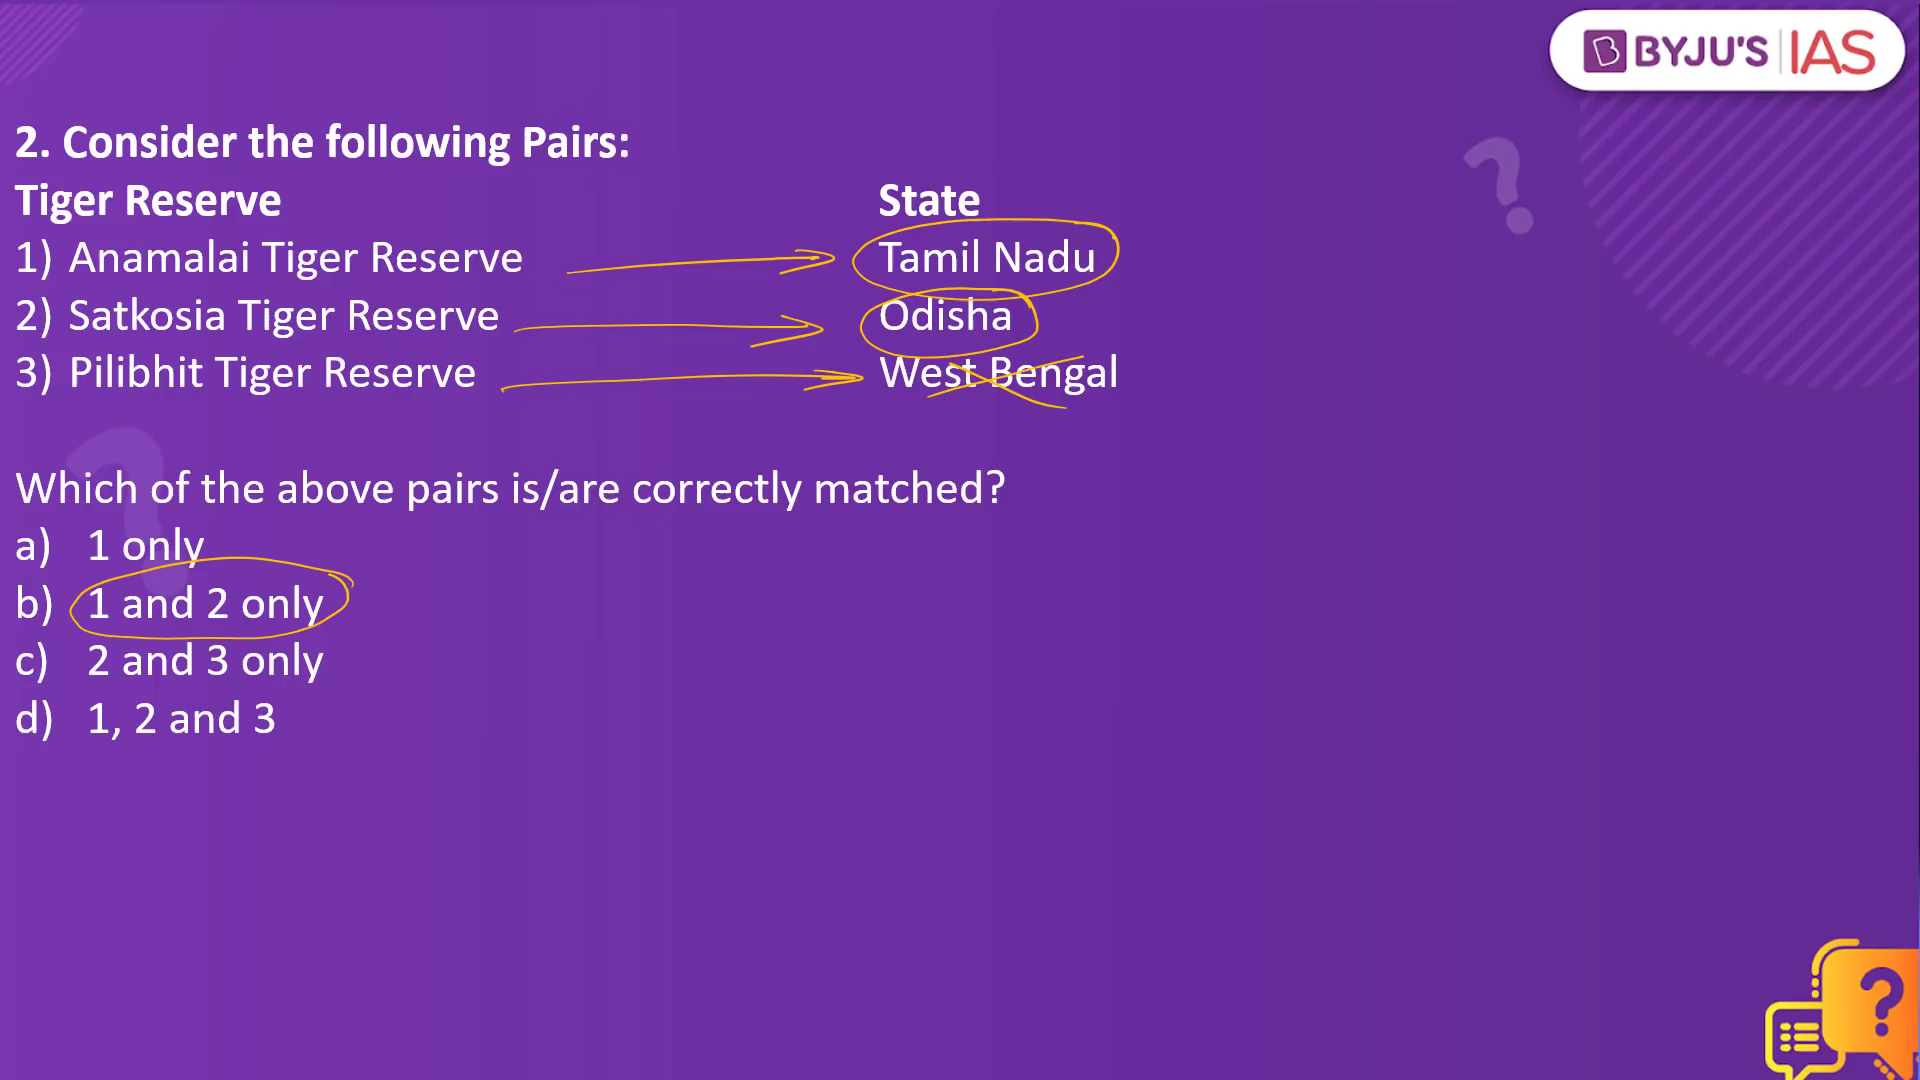 BYJU'S IAS
2. Consider the following Pairs:
Tiger Reserve State
1) Anamalai Tiger Reserve Tamil Nadu
2) Satkosia Tiger Reserve Odisha
3) Pilibhit Tiger Reserve West Bengal
Which of the above pairs is/are correctly matched?
a) 1 only
b) 1 and 2 only
c) 2 and 3 only
d) 1, 2 and 3